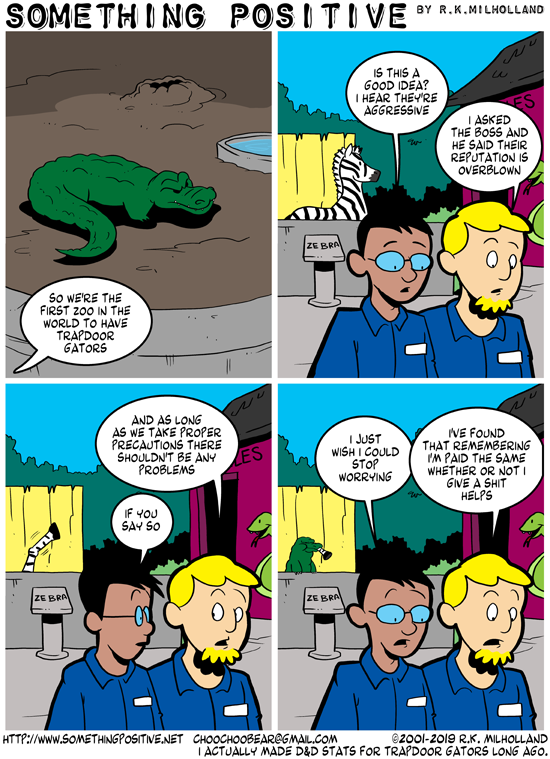 SOMETHING POSITIVE BY R.K.MILHOLLAND
SO WE'RE THE
FIRST ZOO IN THE
WORLD TO HAVE
TRAPDOOR
GATORS
IS THIS A
GOOD IDEA?
I HEAR THEY'RE
AGGRESSIVE
I ASKED
THE BOSS AND
HE SAID THEIR
REPUTATION IS
OVERBLOWN
ES
ZEBRA
AND AS LONG
AS WE TAKE PROPER
PRECAUTIONS THERE
SHOULDN'T BE ANY
PROBLEMS
IF YOU
SAY SO
LES
ZEBRA
I JUST
WISH I COULD
STOP
WORRYING
I'VE FOUND
THAT REMEMBERING
I'M PAID THE SAME
WHETHER OR NOT I
GIVE A SHIT
HELPS
ZEBRA
HTTP://WWW.SOMETHINGPOSITIVE.NET CHOOCHOOBEAR@GMAIL.COM ©2001-2019 R.K. MILHOLLAND
I ACTUALLY MADE D&D STATS FOR TRAPDOOR GATORS LONG AGO.